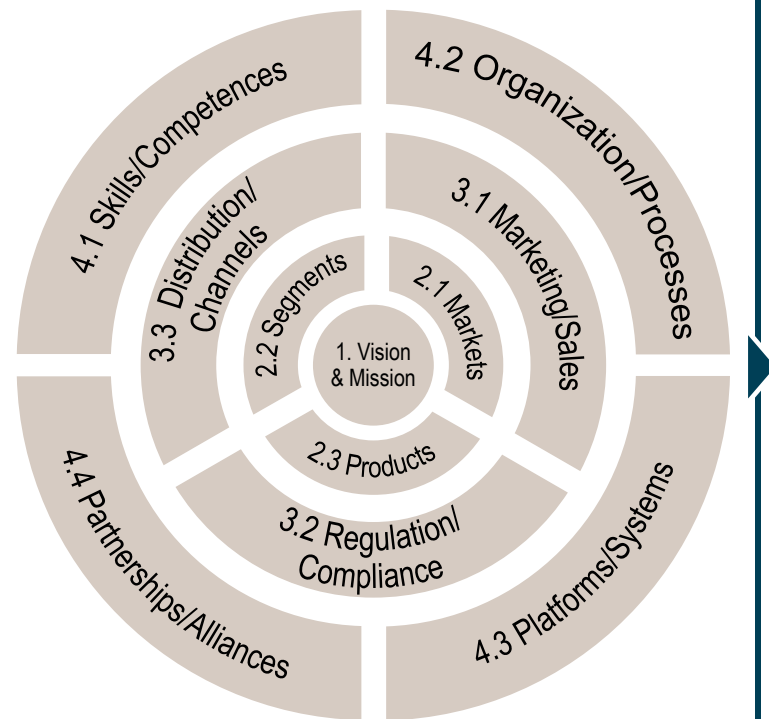 4.1 Skills/Competences
4.2 Organization/Processes
3.3 Distribution/
Channels
3.1 Marketing/Sales
2.2 Segments
2.1 Markets
1. Vision
& Mission
2.3 Products
3.2 Regulation/
Compliance
4.4 Partnerships/Alliances
4.3 Platforms/Systems